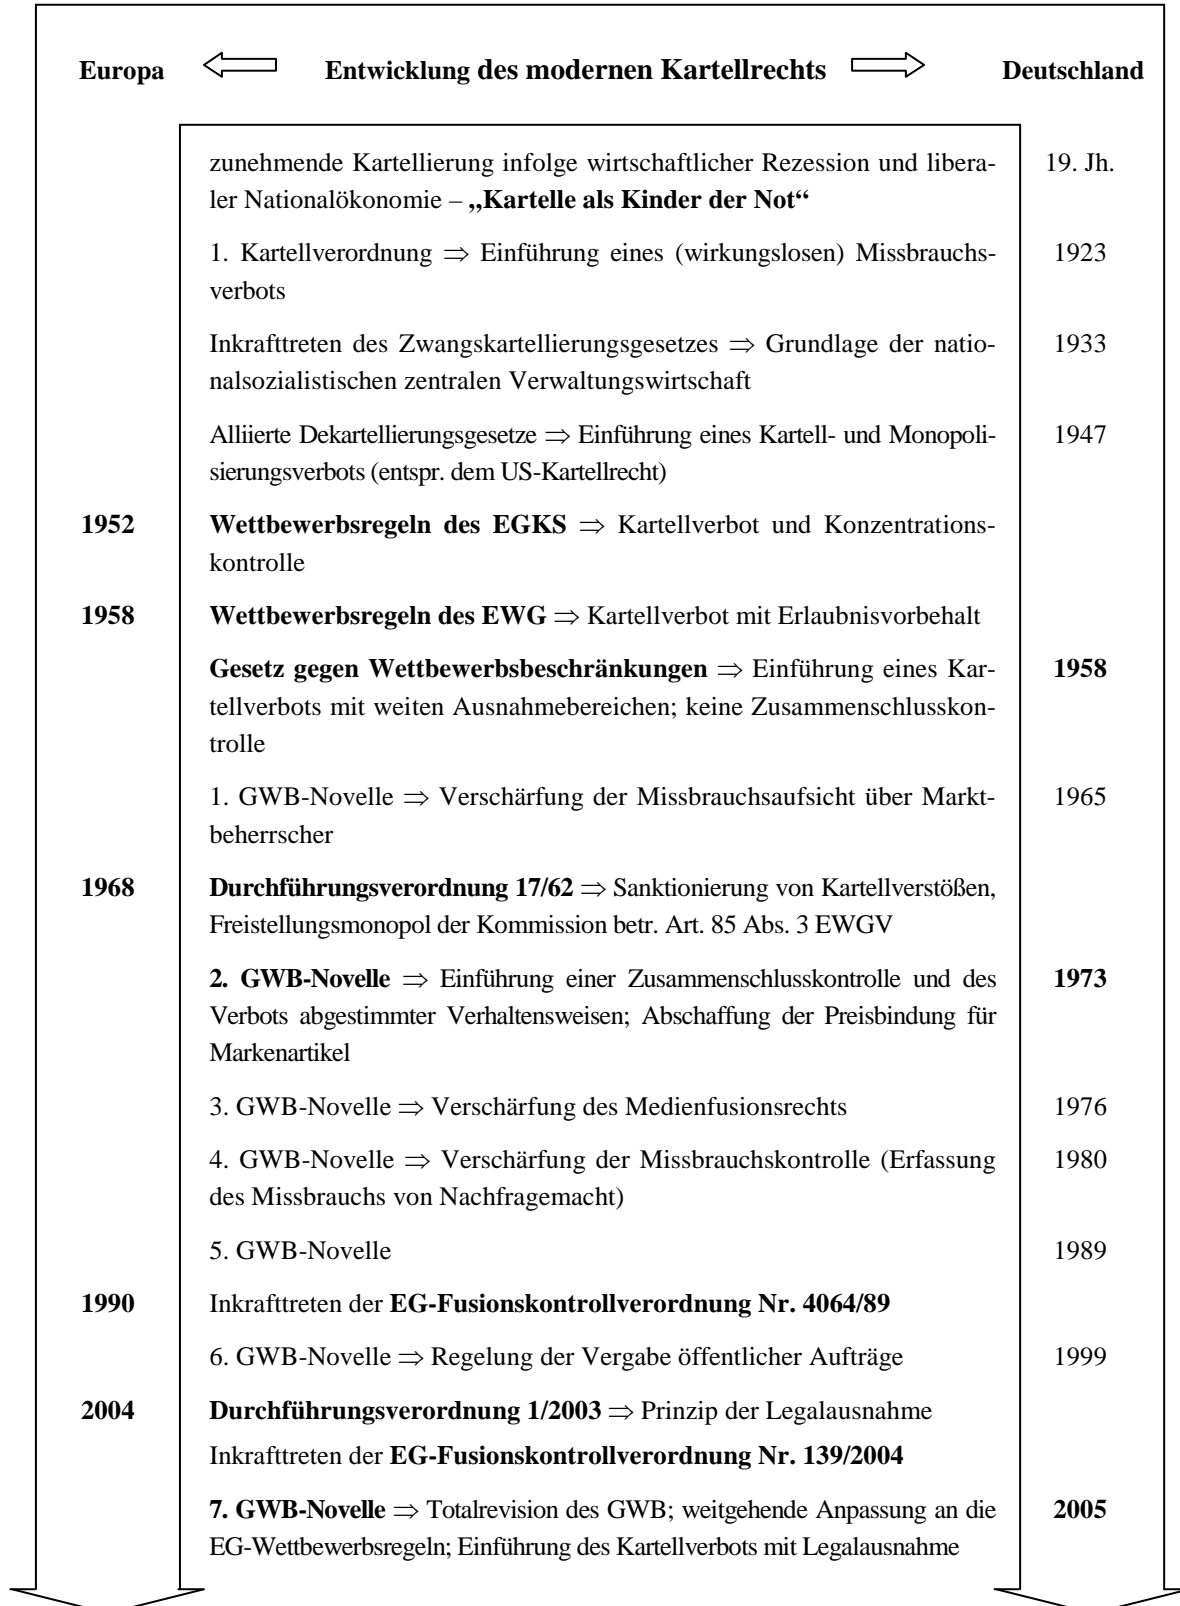 Europa ⇐ Entwicklung des modernen Kartellrechts ⇒ Deutschland
zunehmende Kartellierung infolge wirtschaftlicher Rezession und libera- 19. Jh.
ler Nationalökonomie – „Kartelle als Kinder der Not“
1. Kartellverordnung ⇒ Einführung eines (wirkungslosen) Missbrauchs- 1923
verbots
Inkrafttreten des Zwangskartellierungsgesetzes ⇒ Grundlage der natio- 1933
nalsozialistischen zentralen Verwaltungswirtschaft
Alliierte Dekartellierungsgesetze ⇒ Einführung eines Kartell- und Monopoli- 1947
sierungsverbots (entspr. dem US-Kartellrecht)
1952 Wettbewerbsregeln des EGKS ⇒ Kartellverbot und Konzentrations-
kontrolle
1958 Wettbewerbsregeln des EWG ⇒ Kartellverbot mit Erlaubnisvorbehalt
Gesetz gegen Wettbewerbsbeschränkungen ⇒ Einführung eines Kar- 1958
tellverbots mit weiten Ausnahmebereichen; keine Zusammenschlusskon-
trolle
1. GWB-Novelle ⇒ Verschärfung der Missbrauchsaufsicht über Markt- 1965
beherrscher
1968 Durchführungsverordnung 17/62 ⇒ Sanktionierung von Kartellverstößen,
Freistellungsmonopol der Kommission betr. Art. 85 Abs. 3 EWGV
2. GWB-Novelle ⇒ Einführung einer Zusammenschlusskontrolle und des 1973
Verbots abgestimmter Verhaltensweisen; Abschaffung der Preisbindung für
Markenartikel
3. GWB-Novelle ⇒ Verschärfung des Medienfusionsrechts 1976
4. GWB-Novelle ⇒ Verschärfung der Missbrauchskontrolle (Erfassung 1980
des Missbrauchs von Nachfragemacht)
5. GWB-Novelle 1989
1990 Inkrafttreten der EG-Fusionskontrollverordnung Nr. 4064/89
6. GWB-Novelle ⇒ Regelung der Vergabe öffentlicher Aufträge 1999
2004 Durchführungsverordnung 1/2003 ⇒ Prinzip der Legalausnahme
Inkrafttreten der EG-Fusionskontrollverordnung Nr. 139/2004
7. GWB-Novelle ⇒ Totalrevision des GWB; weitgehende Anpassung an die 2005
EG-Wettbewerbsregeln; Einführung des Kartellverbots mit Legalausnahme